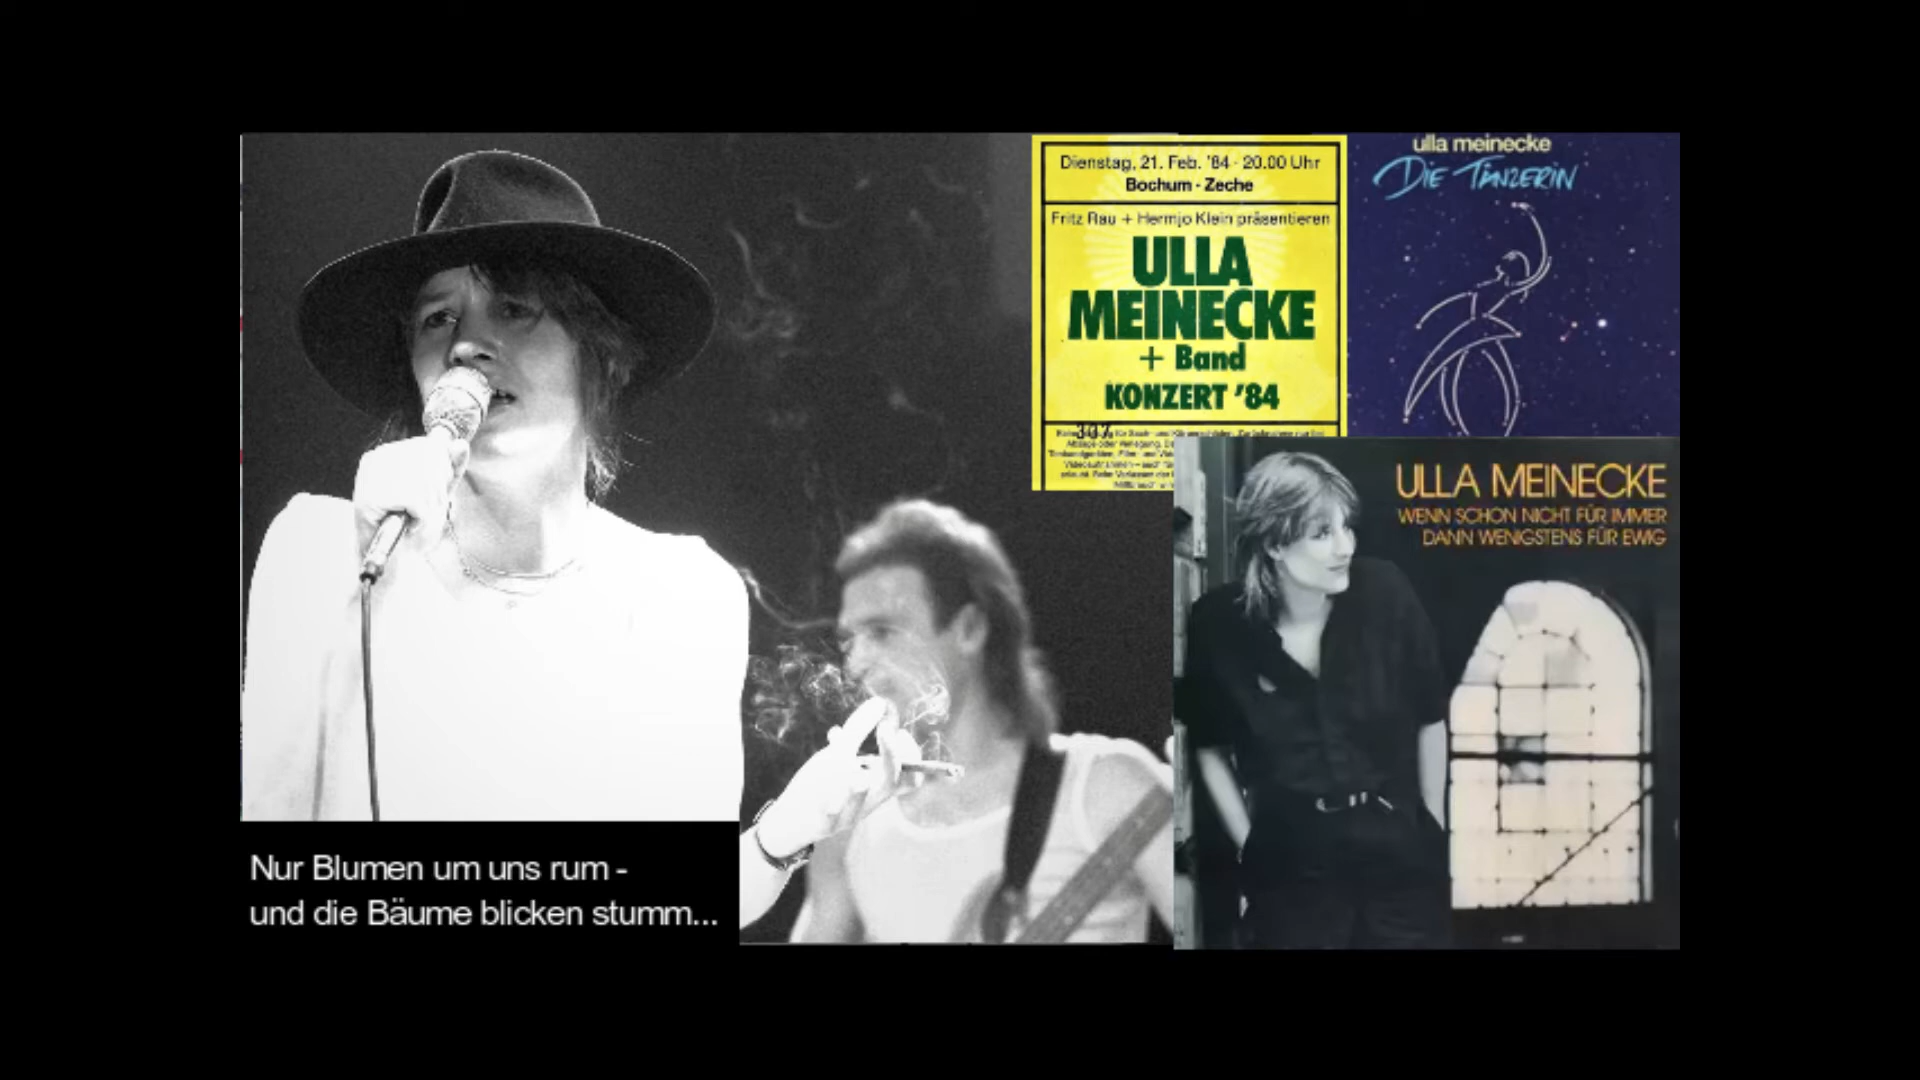 Dienstag, 21. Feb. '84 · 20.00 Uhr
Bochum · Zeche
Fritz Rau + Hermjo Klein präsentieren
ULLA
MEINECKE
+ Band
KONZERT '84
307
ulla meinecke
DIE TÄNZERIN
ULLA MEINECKE
WENN SCHON NICHT FÜR IMMER
DANN WENIGSTENS FÜR EWIG
Nur Blumen um uns rum -
und die Bäume blicken stumm...